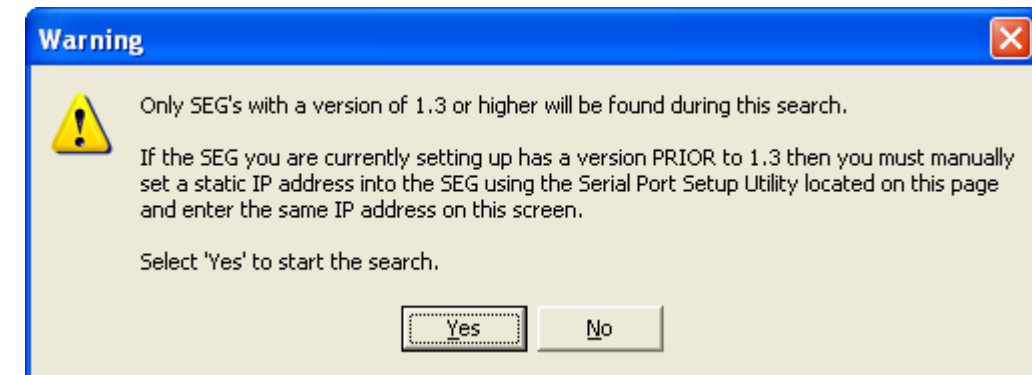 Warning
Only SEG's with a version of 1.3 or higher will be found during this search.
If the SEG you are currently setting up has a version PRIOR to 1.3 then you must manually
set a static IP address into the SEG using the Serial Port Setup Utility located on this page
and enter the same IP address on this screen.
Select 'Yes' to start the search.
Yes
No